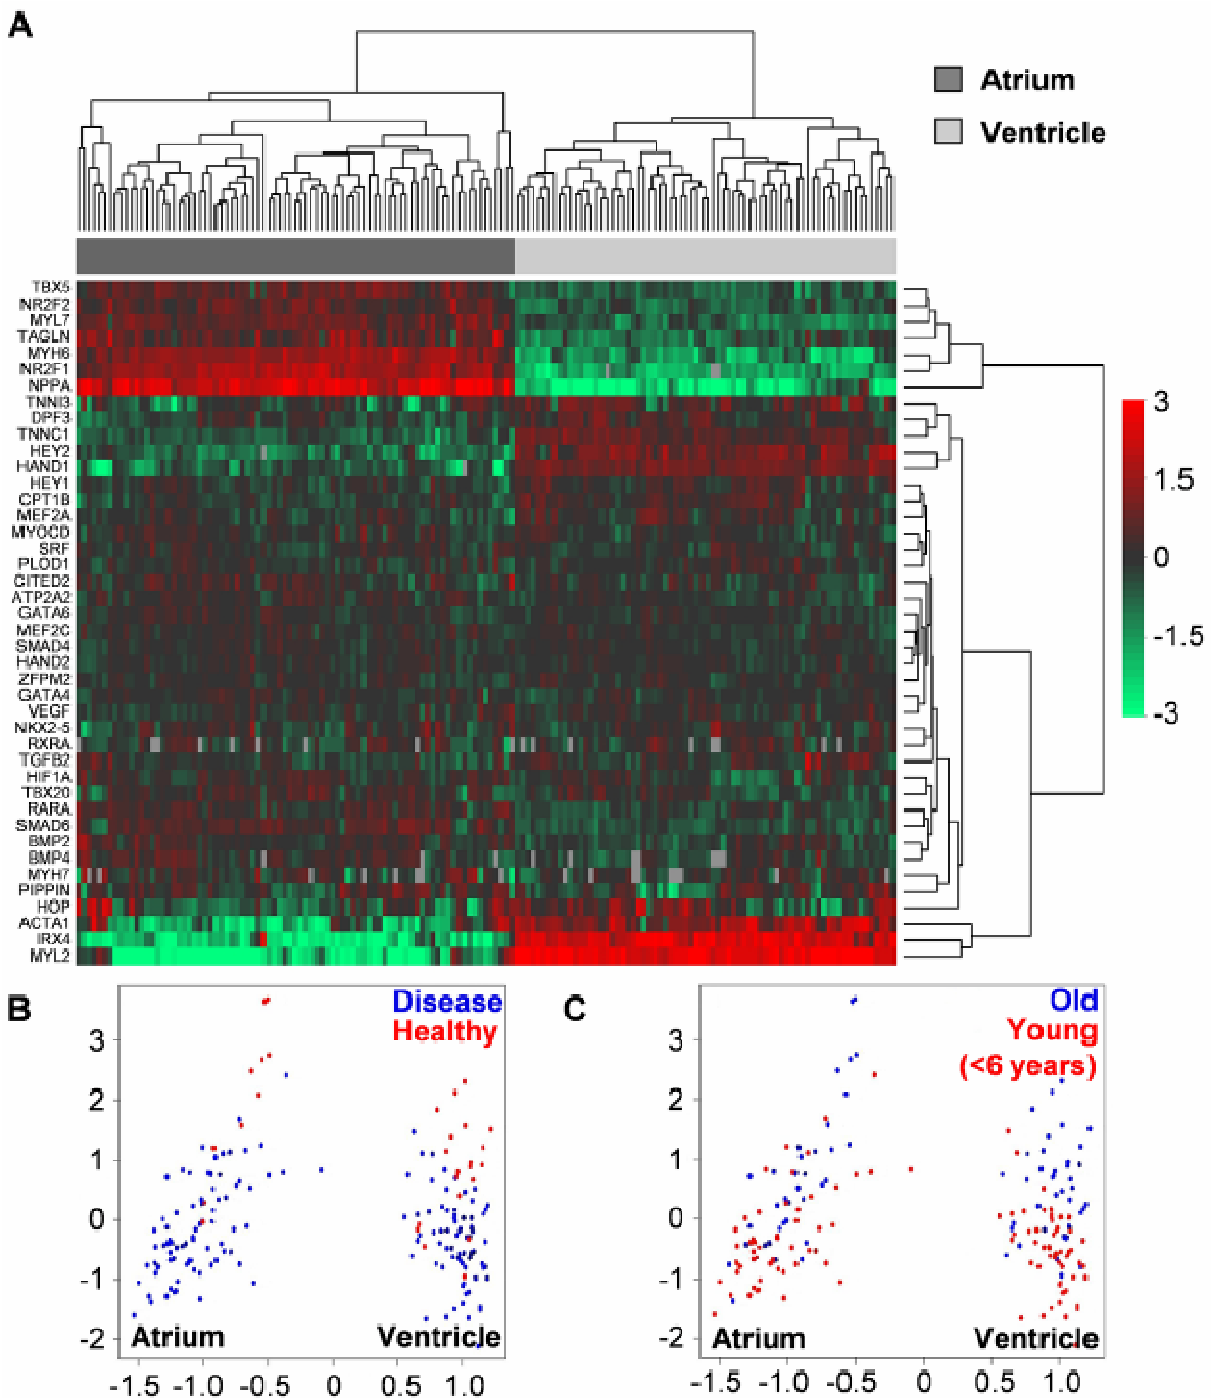 A
Atrium
Ventricle
TBX5
NR2F2
MYL7
TAGLN
MYH6
NR2F1
NPPA
TNNI3
DPF3
TNNC1
HEY2
HAND1
HEY1
CPT1B
MEF2A
MYOCD
SRF
PLOD1
CITED2
ATP2A2
GATA6
MEF2C
SMAD4
HAND2
ZFPM2
GATA4
VEGF
NKX2-5
RXRA
TGFB2
HIF1A
TBX20
RARA
SMAD6
BMP2
BMP4
MYH7
PIPPIN
HOP
ACTA1
IRX4
MYL2
3
1.5
0
-1.5
-3
B
Disease
Healthy
3
2
1
0
-1
-2
Atrium
Ventricle
-1.5 -1.0 -0.5 0 0.5 1.0
C
Old
Young
(<6 years)
3
2
1
0
-1
-2
Atrium
Ventricle
-1.5 -1.0 -0.5 0 0.5 1.0